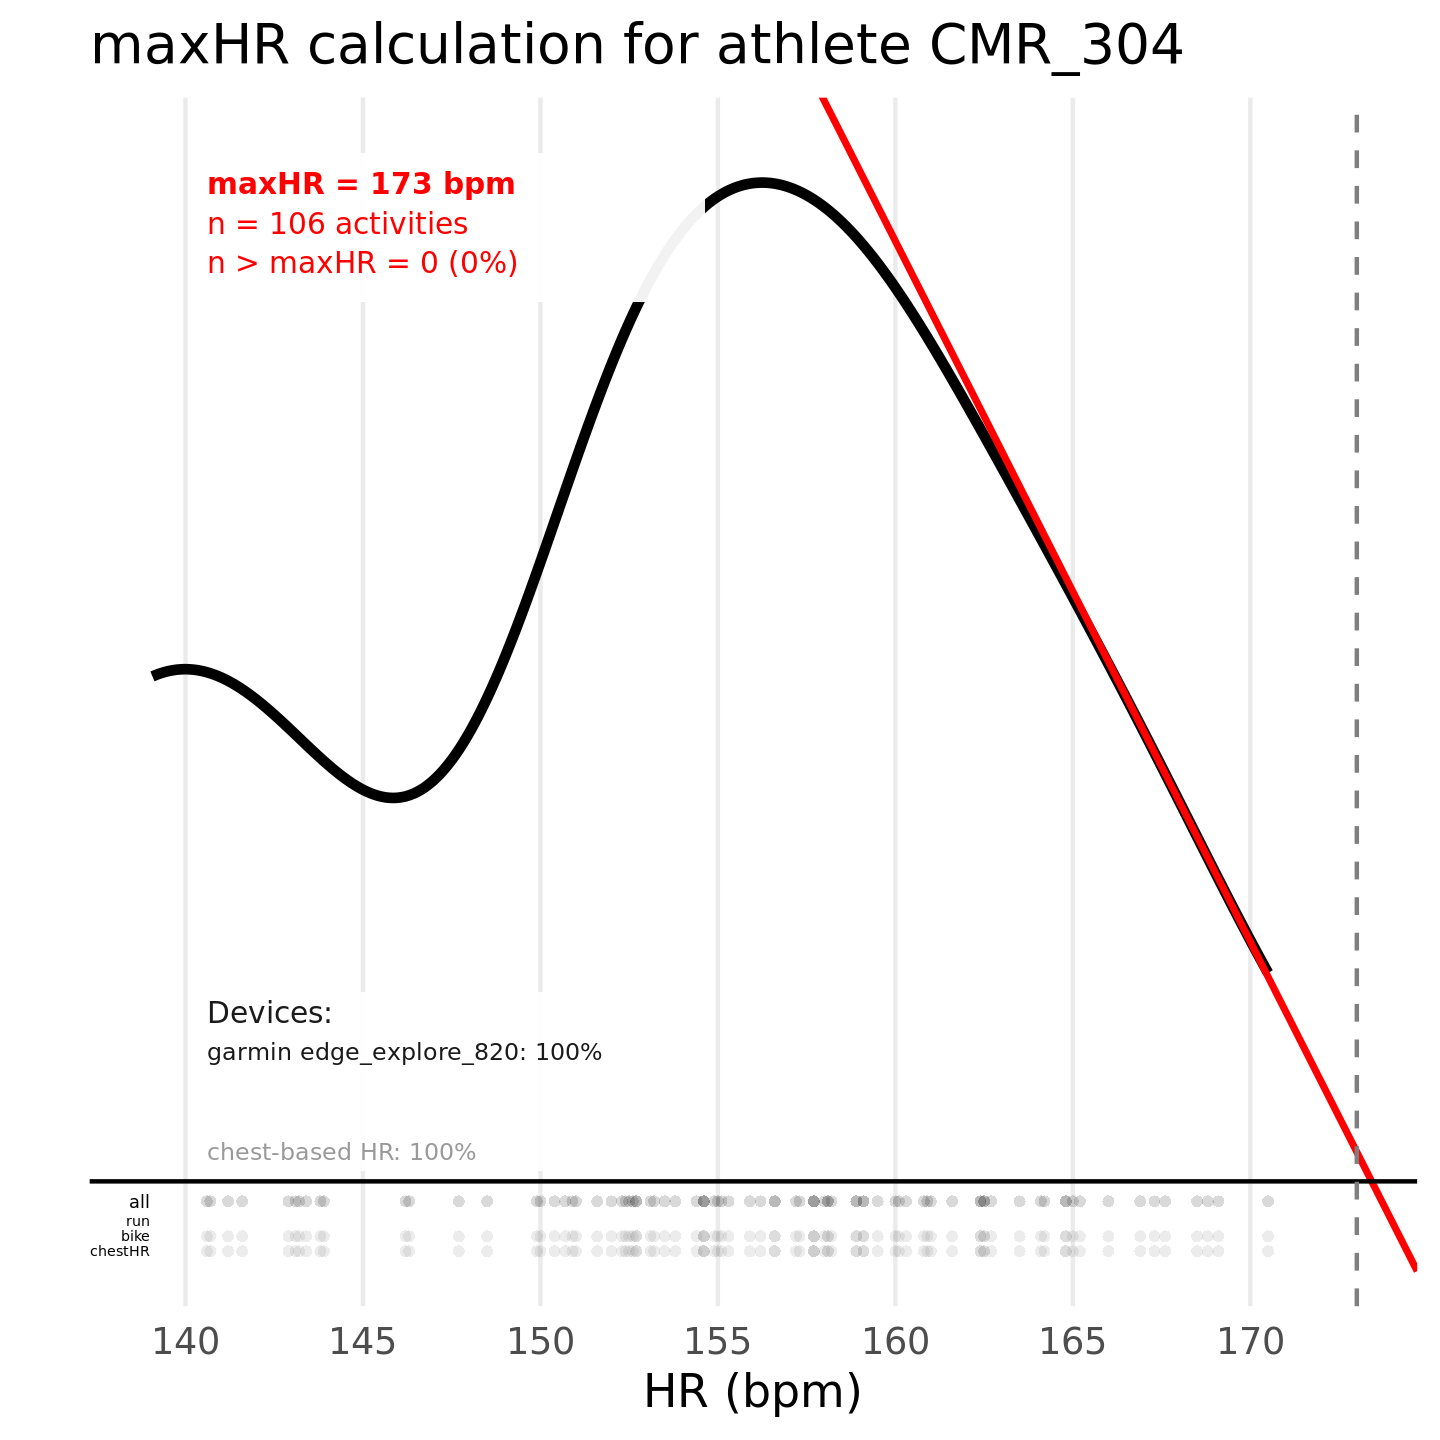 maxHR calculation for athlete CMR_304
maxHR = 173 bpm
n = 106 activities
n > maxHR = 0 (0%)
Devices:
garmin edge_explore_820: 100%
chest-based HR: 100%
all
run
bike
chestHR
140 145 150 155 160 165 170
HR (bpm)